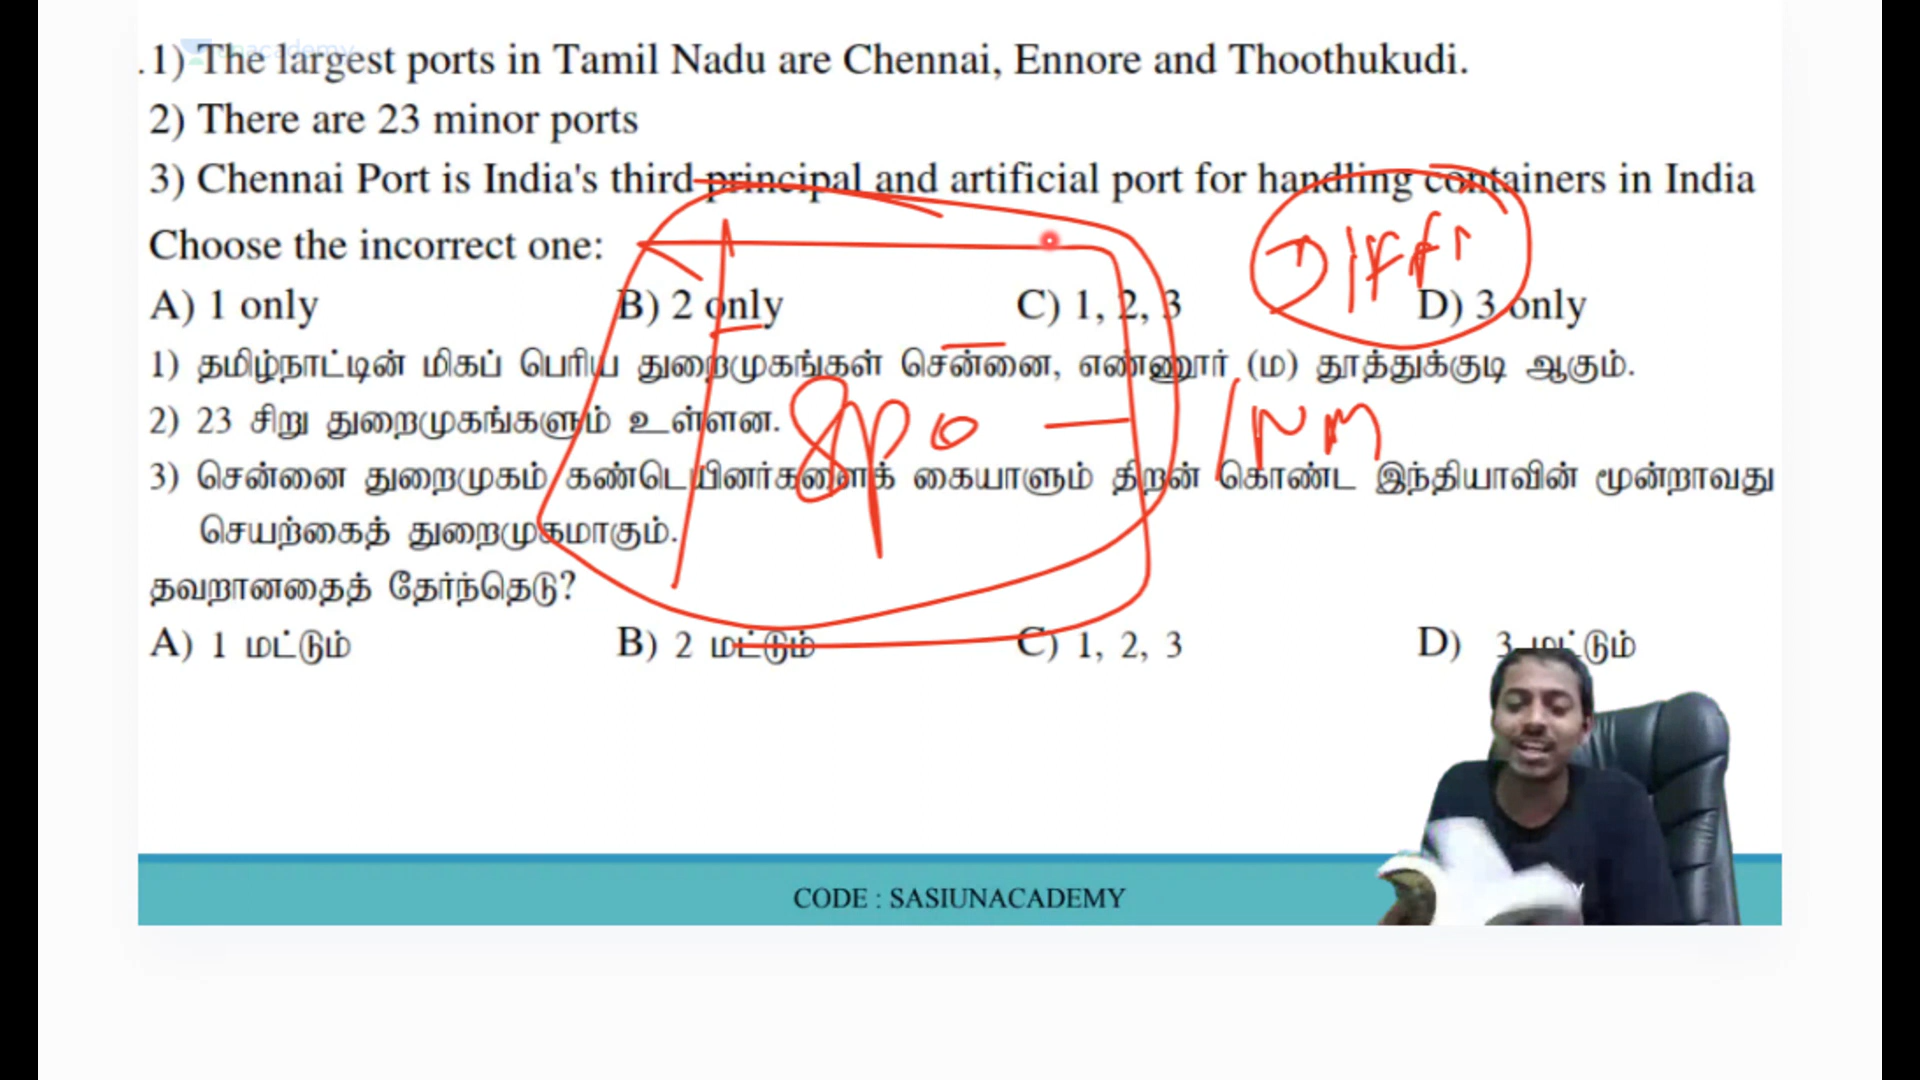 unacademy
.1) The largest ports in Tamil Nadu are Chennai, Ennore and Thoothukudi.
2) There are 23 minor ports
3) Chennai Port is India's third principal and artificial port for handling containers in India
Choose the incorrect one:
A) 1 only B) 2 only C) 1, 2, 3 D) 3 only
1) தமிழ்நாட்டின் மிகப் பெரிய துறைமுகங்கள் சென்னை, எண்ணூர் (ம) தூத்துக்குடி ஆகும்.
2) 23 சிறு துறைமுகங்களும் உள்ளன.
3) சென்னை துறைமுகம் கண்டெயினர்களைக் கையாளும் திறன் கொண்ட இந்தியாவின் மூன்றாவது
செயற்கைத் துறைமுகமாகும்.
தவறானதைத் தேர்ந்தெடு?
A) 1 மட்டும் B) 2 மட்டும் C) 1, 2, 3 D) 3 மட்டும்
CODE : SASIUNACADEMY